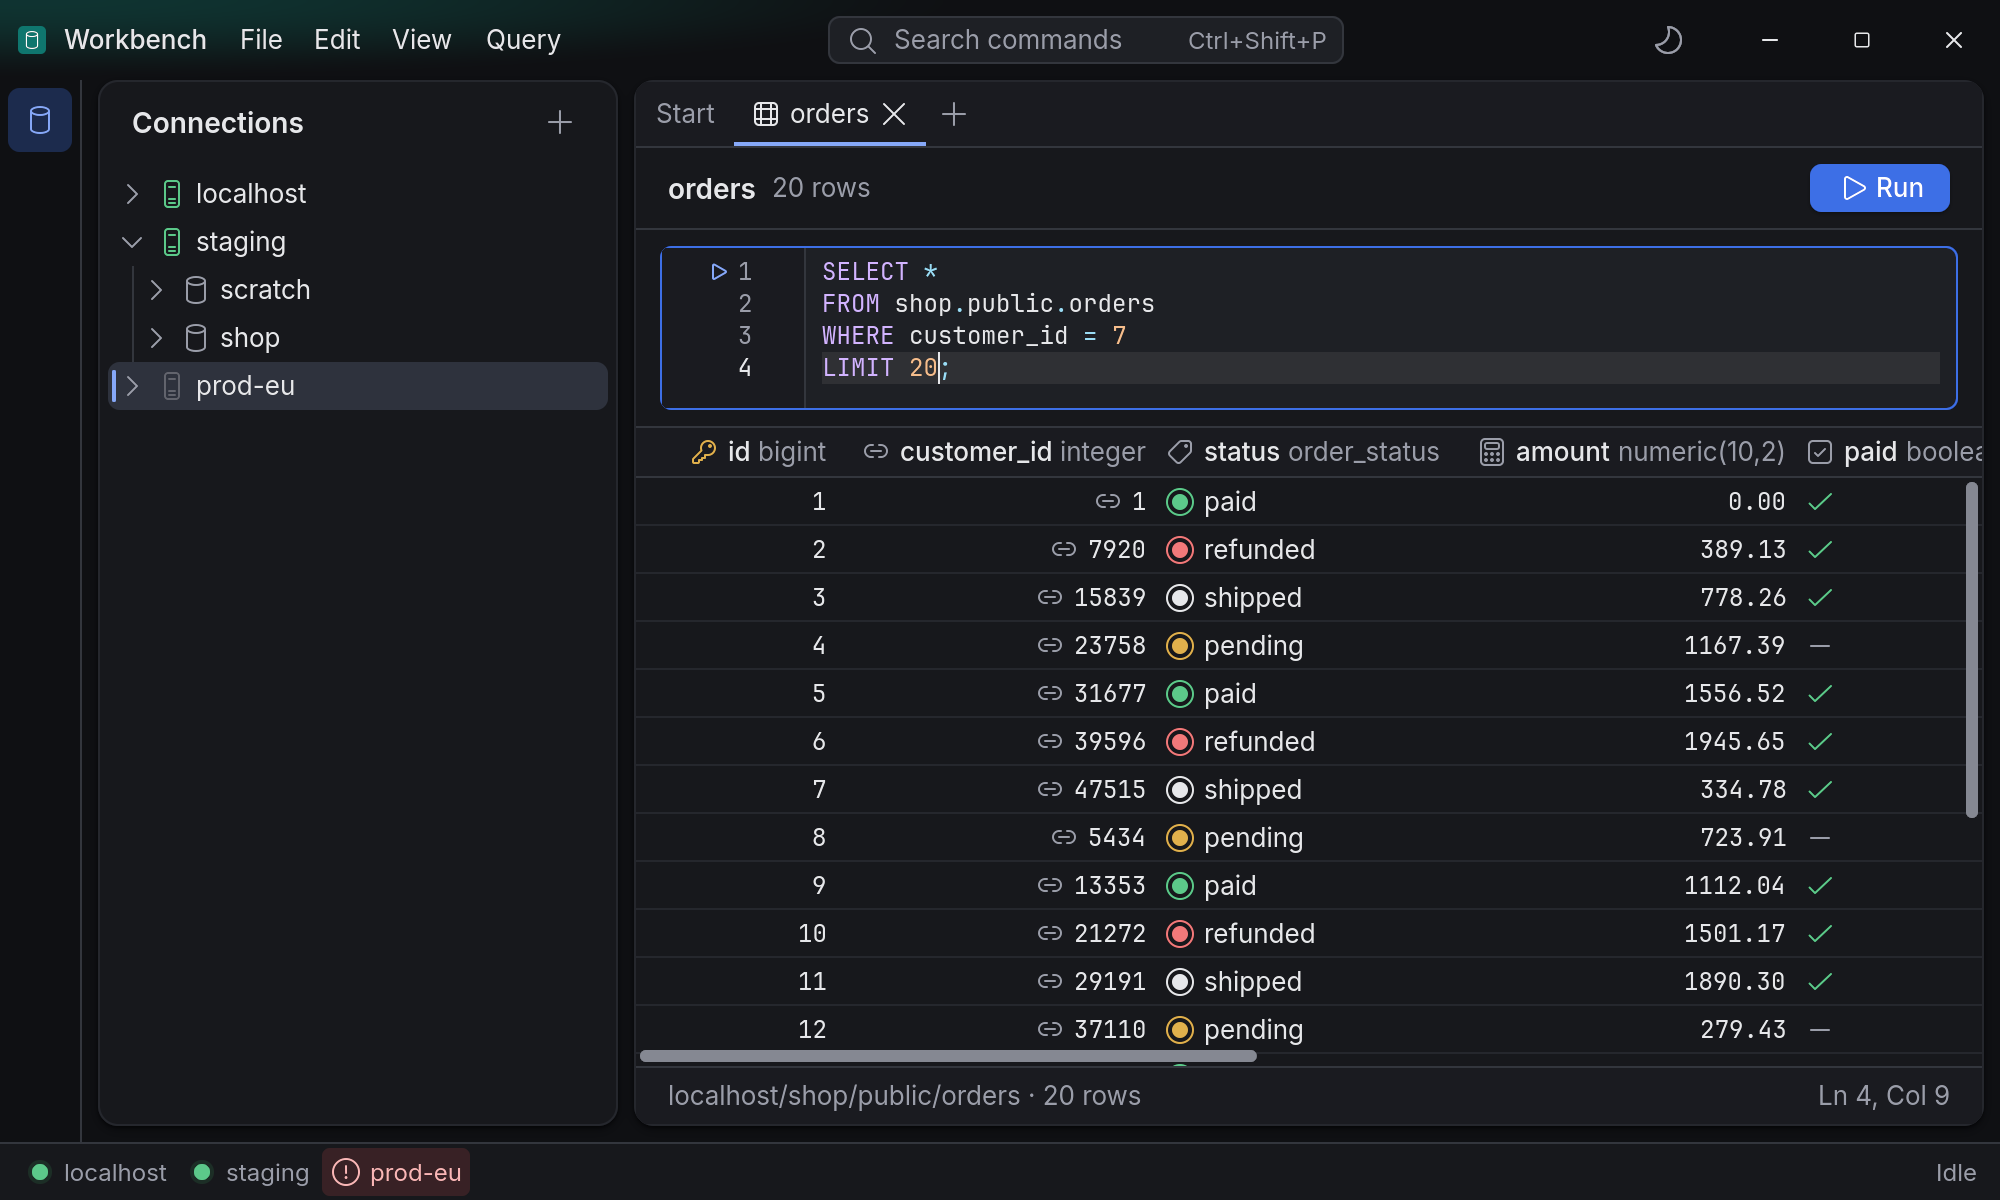 Workbench File Edit View Query Search commands Ctrl+Shift+P
Connections
localhost
staging
scratch
shop
prod-eu
Start orders
orders 20 rows Run
1 SELECT *
2 FROM shop.public.orders
3 WHERE customer_id = 7
4 LIMIT 20;
id bigint customer_id integer status order_status amount numeric(10,2) paid boolea
1 1 paid 0.00
2 7920 refunded 389.13
3 15839 shipped 778.26
4 23758 pending 1167.39
5 31677 paid 1556.52
6 39596 refunded 1945.65
7 47515 shipped 334.78
8 5434 pending 723.91
9 13353 paid 1112.04
10 21272 refunded 1501.17
11 29191 shipped 1890.30
12 37110 pending 279.43
localhost/shop/public/orders · 20 rows Ln 4, Col 9
localhost staging prod-eu Idle